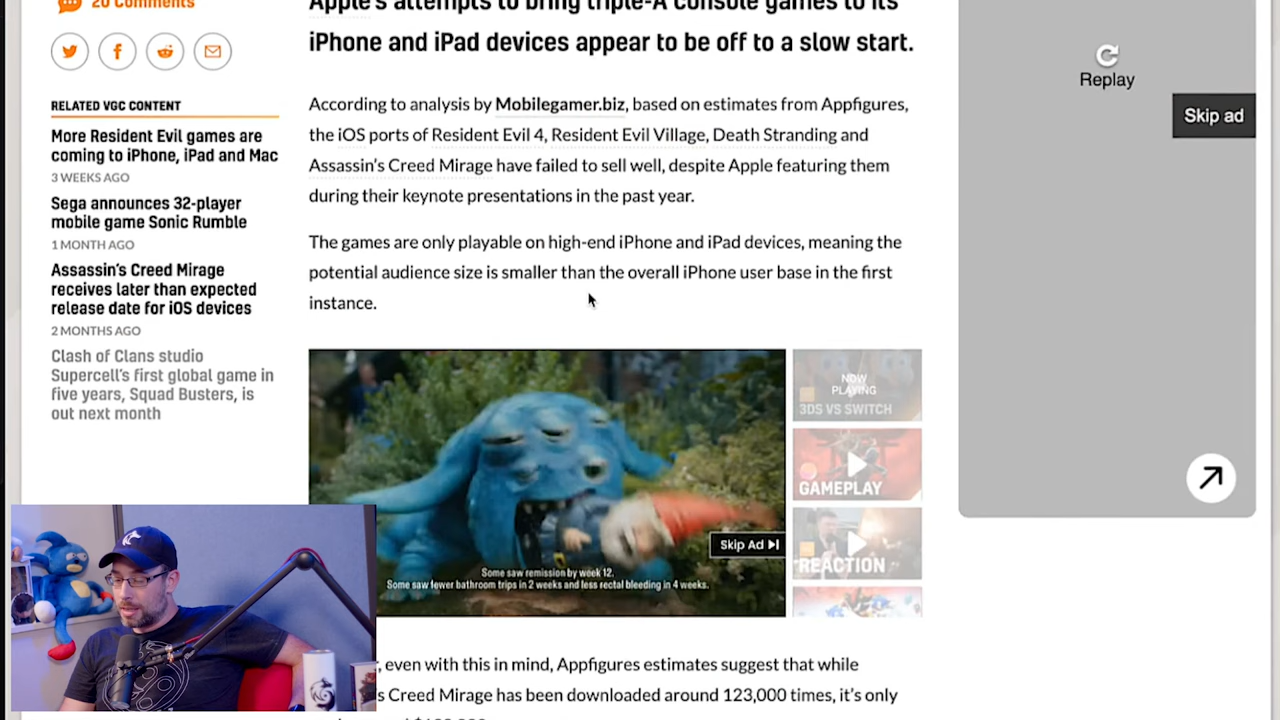 20 Comments
RELATED VGC CONTENT
More Resident Evil games are
coming to iPhone, iPad and Mac
3 WEEKS AGO
Sega announces 32-player
mobile game Sonic Rumble
1 MONTH AGO
Assassin's Creed Mirage
receives later than expected
release date for iOS devices
2 MONTHS AGO
Clash of Clans studio
Supercell's first global game in
five years, Squad Busters, is
out next month
Apple's attempts to bring triple-A console games to its
iPhone and iPad devices appear to be off to a slow start.
According to analysis by Mobilegamer.biz, based on estimates from Appfigures,
the iOS ports of Resident Evil 4, Resident Evil Village, Death Stranding and
Assassin's Creed Mirage have failed to sell well, despite Apple featuring them
during their keynote presentations in the past year.
The games are only playable on high-end iPhone and iPad devices, meaning the
potential audience size is smaller than the overall iPhone user base in the first
instance.
Skip Ad
Some saw remission by week 12.
Some saw fewer bathroom trips in 2 weeks and less rectal bleeding in 4 weeks.
NOW
PLAYING
3DS VS SWITCH
GAMEPLAY
REACTION
, even with this in mind, Appfigures estimates suggest that while
s Creed Mirage has been downloaded around 123,000 times, it's only
Replay
Skip ad